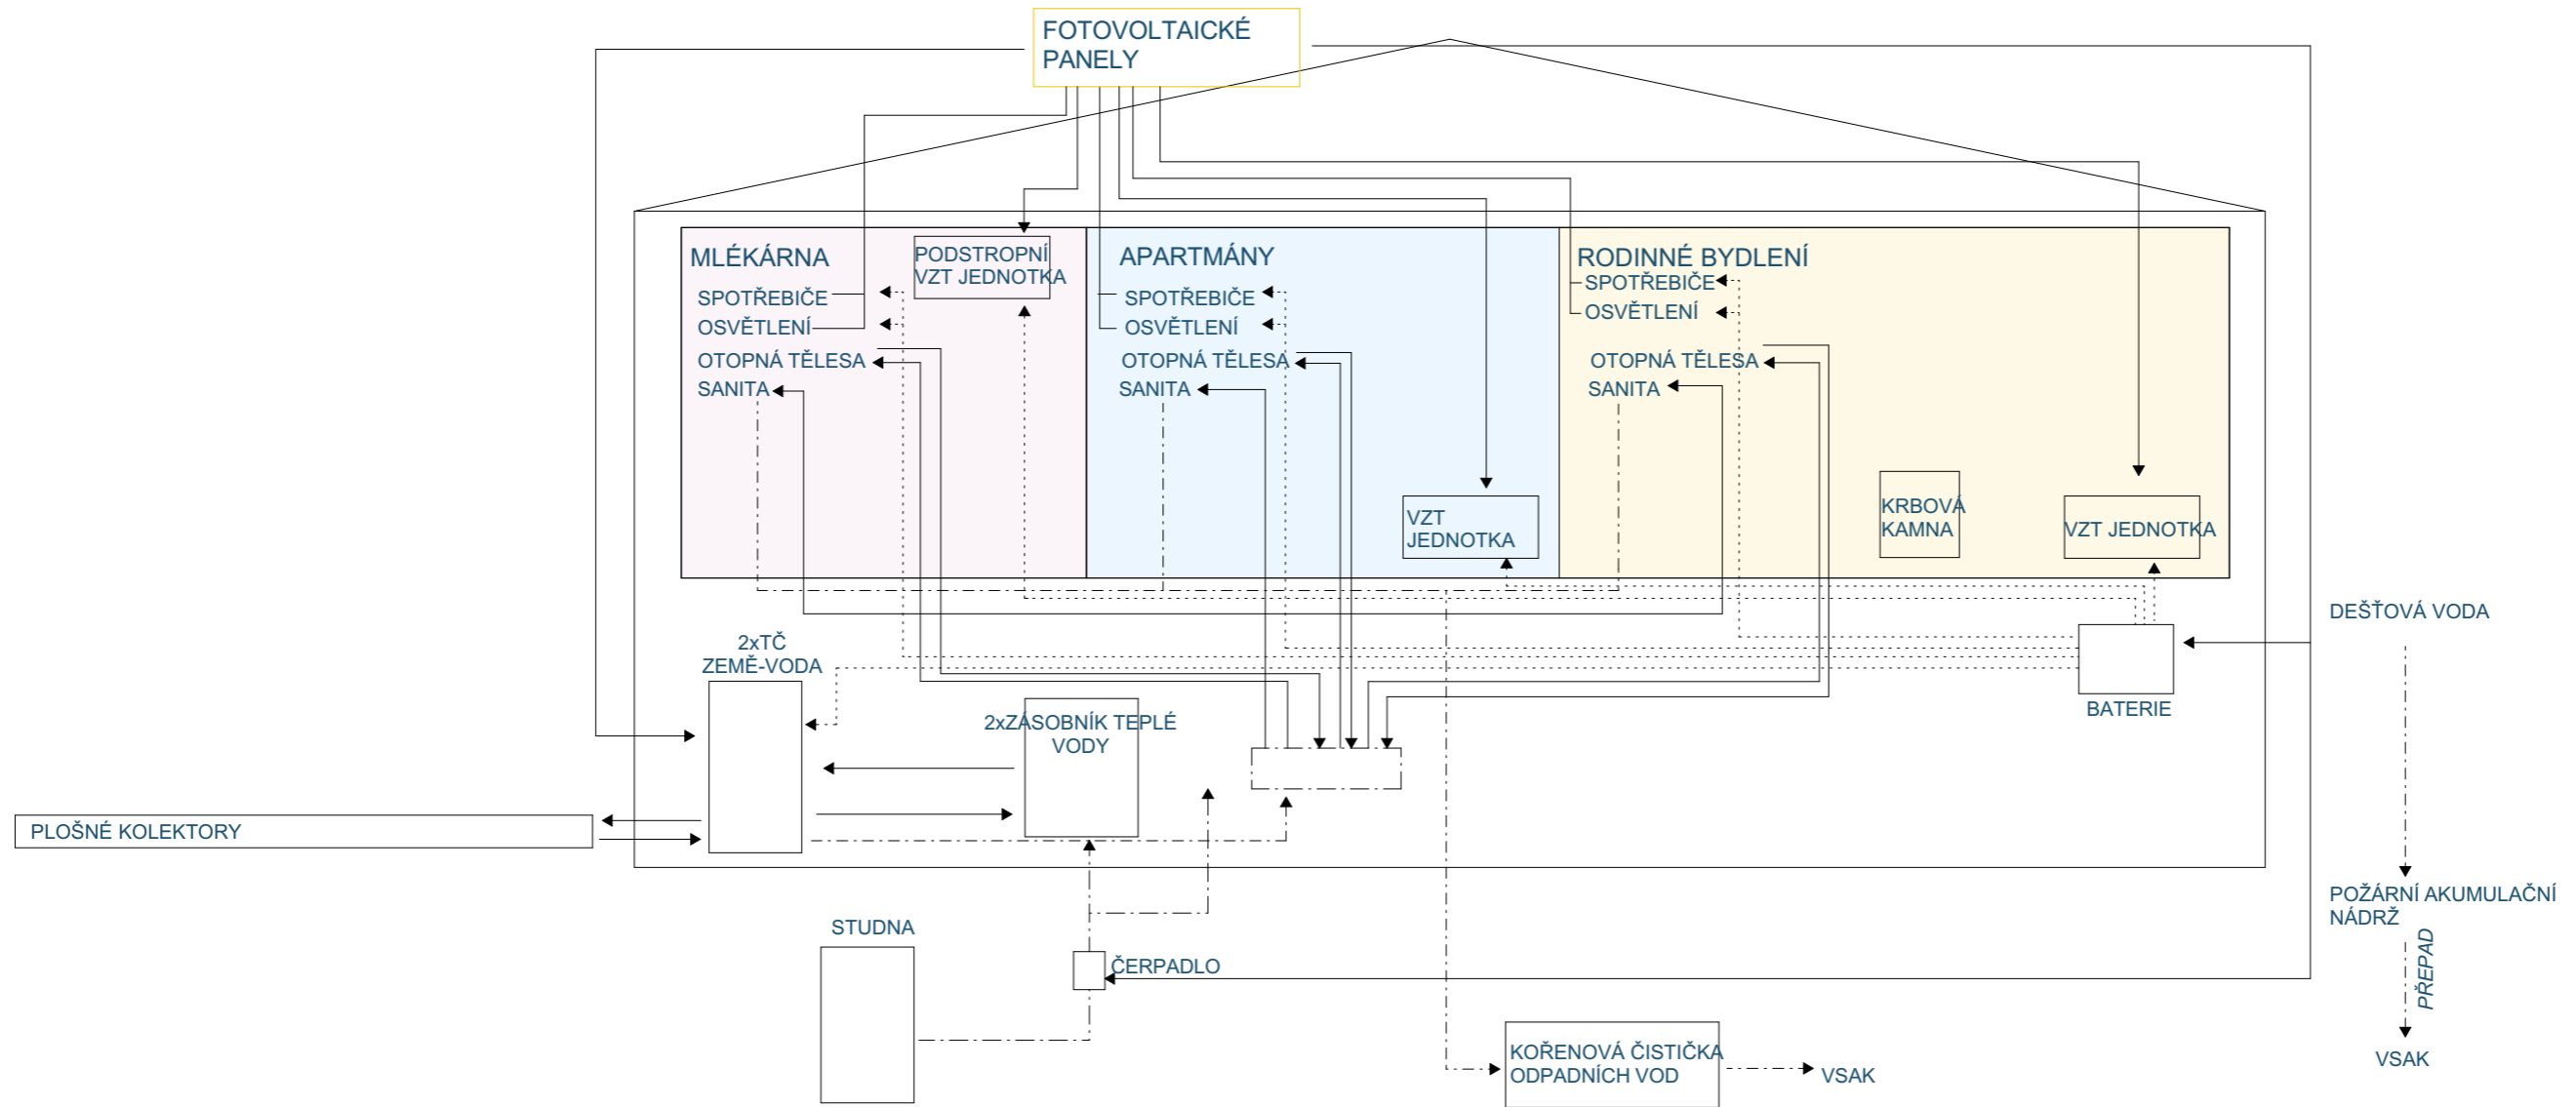 FOTOVOLTAICKÉ
PANELY
MLÉKÁRNA
PODSTROPNÍ
VZT JEDNOTKA
SPOTŘEBIČE
OSVĚTLENÍ
OTOPNÁ TĚLESA
SANITA
APARTMÁNY
SPOTŘEBIČE
OSVĚTLENÍ
OTOPNÁ TĚLESA
SANITA
VZT
JEDNOTKA
RODINNÉ BYDLENÍ
SPOTŘEBIČE
OSVĚTLENÍ
OTOPNÁ TĚLESA
SANITA
KRBOVÁ
KAMNA
VZT JEDNOTKA
2xTČ
ZEMĚ-VODA
2xZÁSOBNÍK TEPLÉ
VODY
BATERIE
DEŠŤOVÁ VODA
PLOŠNÉ KOLEKTORY
POŽÁRNÍ AKUMULAČNÍ
NÁDRŽ
PŘEPAD
VSAK
STUDNA
ČERPADLO
KOŘENOVÁ ČISTIČKA
ODPADNÍCH VOD
VSAK